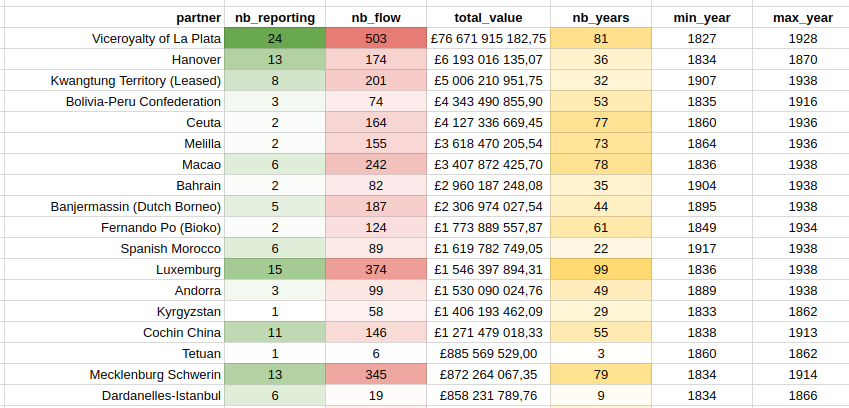 partner nb_reporting nb_flow total_value nb_years min_year max_year
Viceroyalty of La Plata 24 503 £76 671 915 182,75 81 1827 1928
Hanover 13 174 £6 193 016 135,07 36 1834 1870
Kwangtung Territory (Leased) 8 201 £5 006 210 951,75 32 1907 1938
Bolivia-Peru Confederation 3 74 £4 343 490 855,90 53 1835 1916
Ceuta 2 164 £4 127 336 669,45 77 1860 1936
Melilla 2 155 £3 618 470 205,54 73 1864 1936
Macao 6 242 £3 407 872 425,70 78 1836 1938
Bahrain 2 82 £2 960 187 248,08 35 1904 1938
Banjermassin (Dutch Borneo) 5 187 £2 306 974 027,54 44 1895 1938
Fernando Po (Bioko) 2 124 £1 773 889 557,87 61 1849 1934
Spanish Morocco 6 89 £1 619 782 749,05 22 1917 1938
Luxemburg 15 374 £1 546 397 894,31 99 1836 1938
Andorra 3 99 £1 530 090 024,76 49 1889 1938
Kyrgyzstan 1 58 £1 406 193 462,09 29 1833 1862
Cochin China 11 146 £1 271 479 018,33 55 1838 1913
Tetuan 1 6 £885 569 529,00 3 1860 1862
Mecklenburg Schwerin 13 345 £872 264 067,35 79 1834 1914
Dardanelles-Istanbul 6 19 £858 231 789,76 9 1834 1866